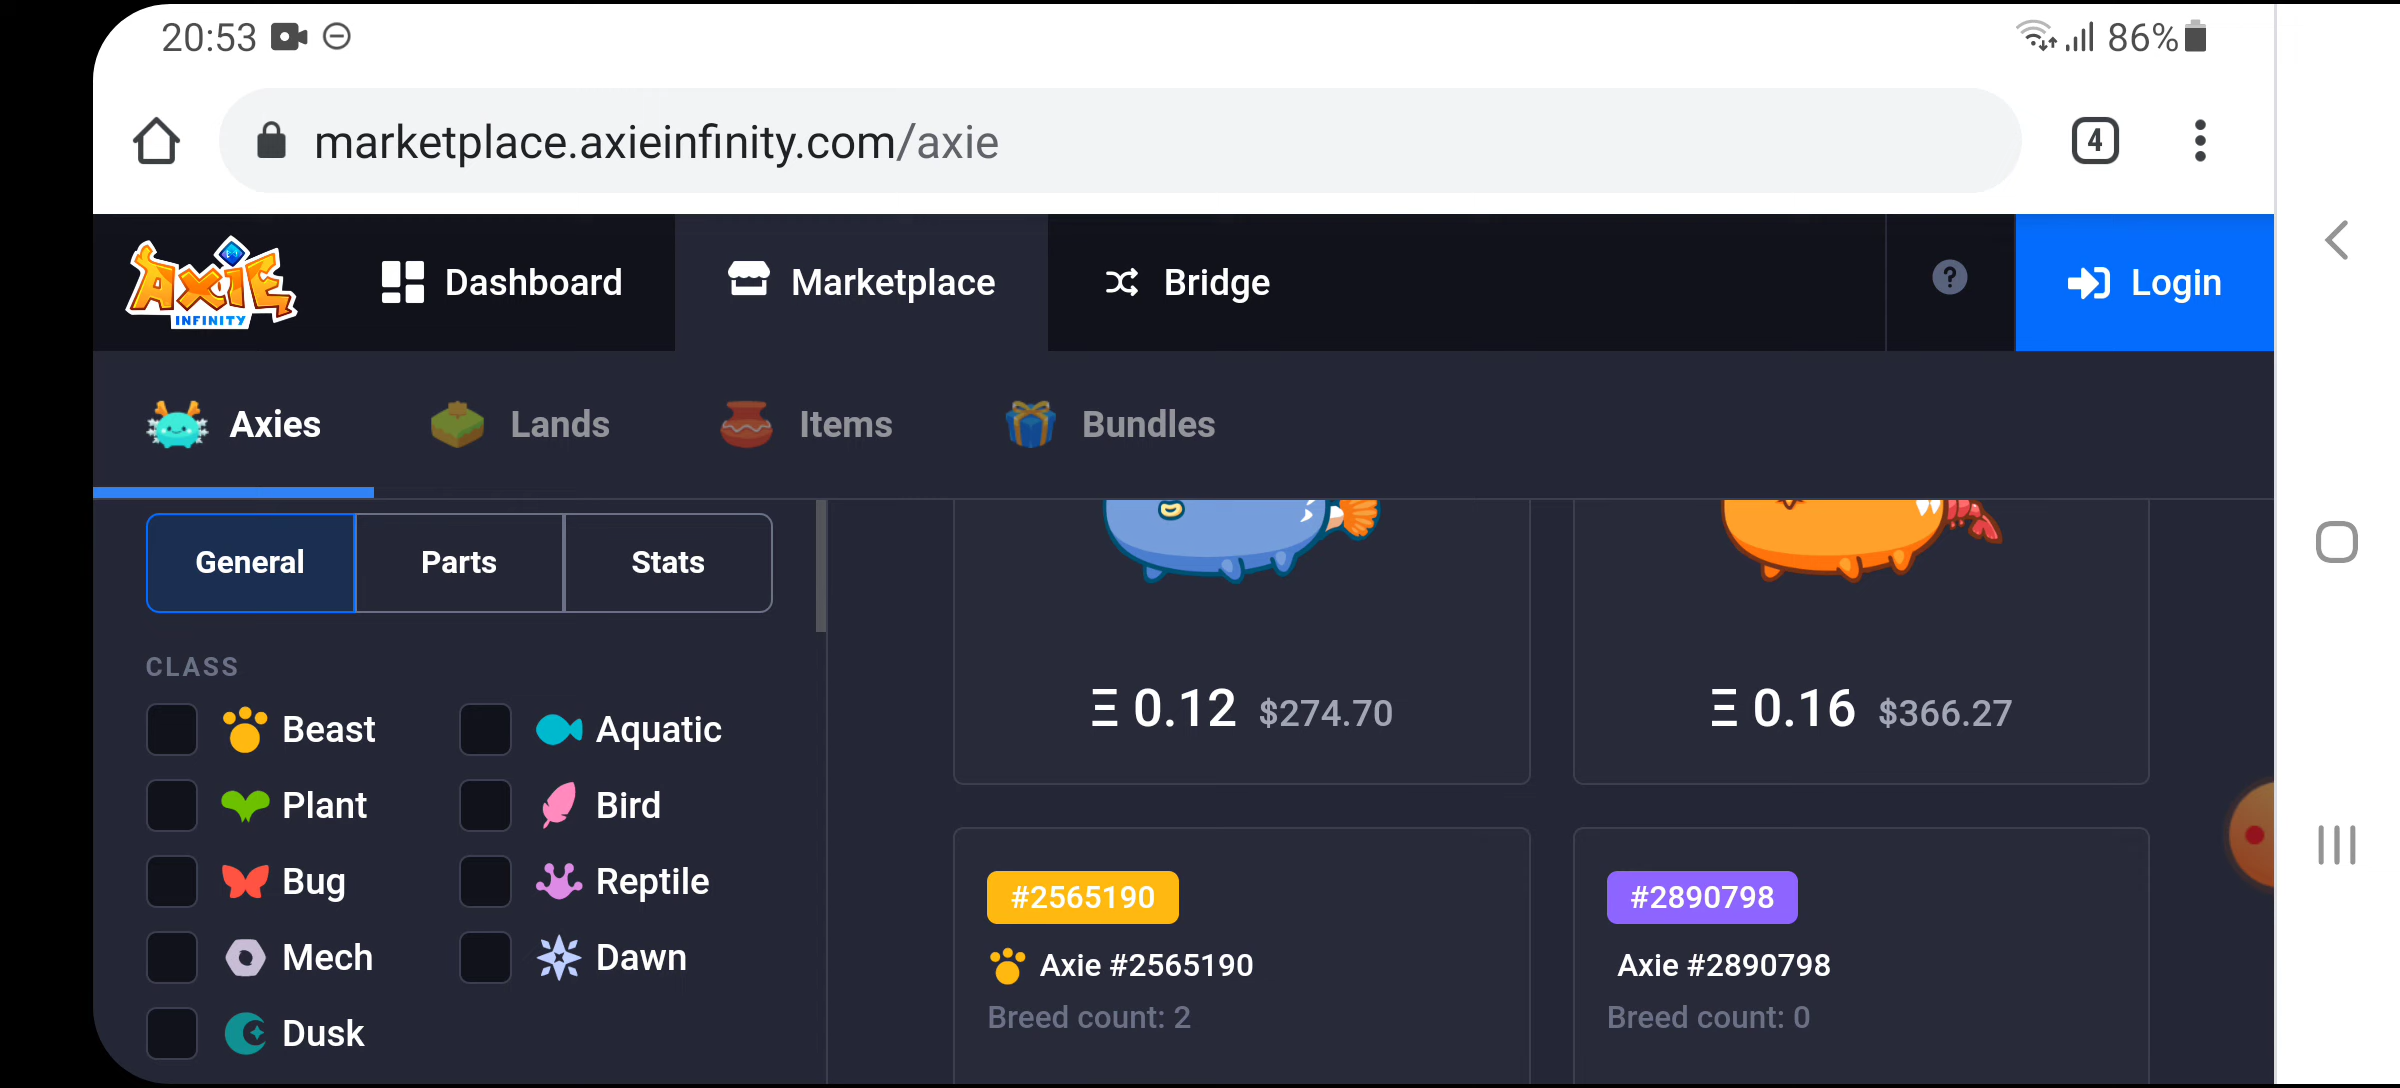 20:53 86%
marketplace.axieinfinity.com/axie 4
AXIE INFINITY Dashboard Marketplace Bridge ? Login
Axies Lands Items Bundles
General Parts Stats
CLASS
Beast Aquatic
Plant Bird
Bug Reptile
Mech Dawn
Dusk
Ξ 0.12 $274.70
Ξ 0.16 $366.27
#2565190
Axie #2565190
Breed count: 2
#2890798
Axie #2890798
Breed count: 0